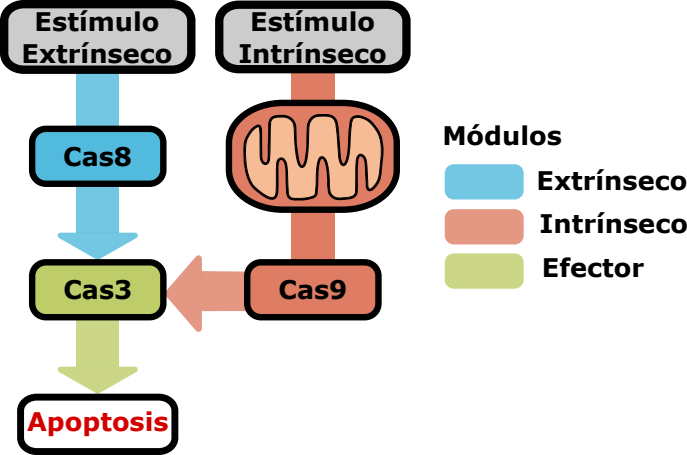 Estímulo
Extrínseco
Estímulo
Intrínseco
Cas8
Cas3
Cas9
Apoptosis
Módulos
Extrínseco
Intrínseco
Efector